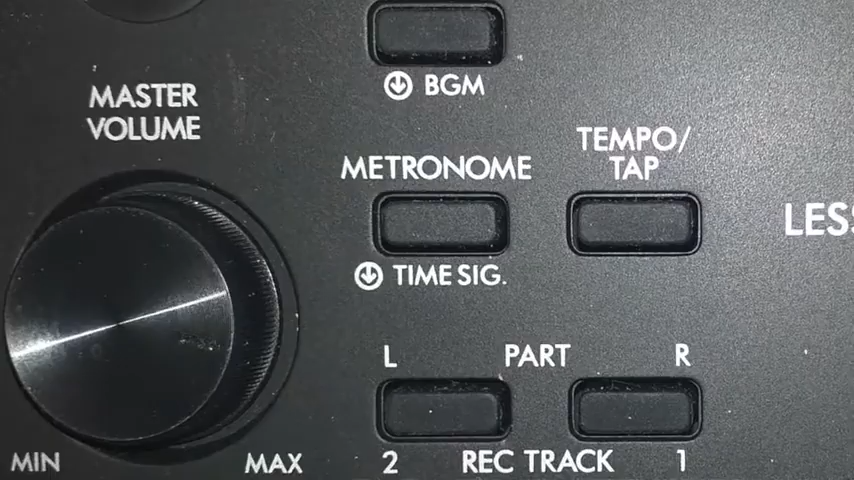 BGM
MASTER
VOLUME
METRONOME
TEMPO/
TAP
TIME SIG.
L PART R
MIN MAX
2 REC TRACK 1